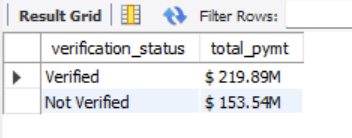 Result Grid Filter Rows:
verification_status total_pymt
Verified $ 219.89M
Not Verified $ 153.54M